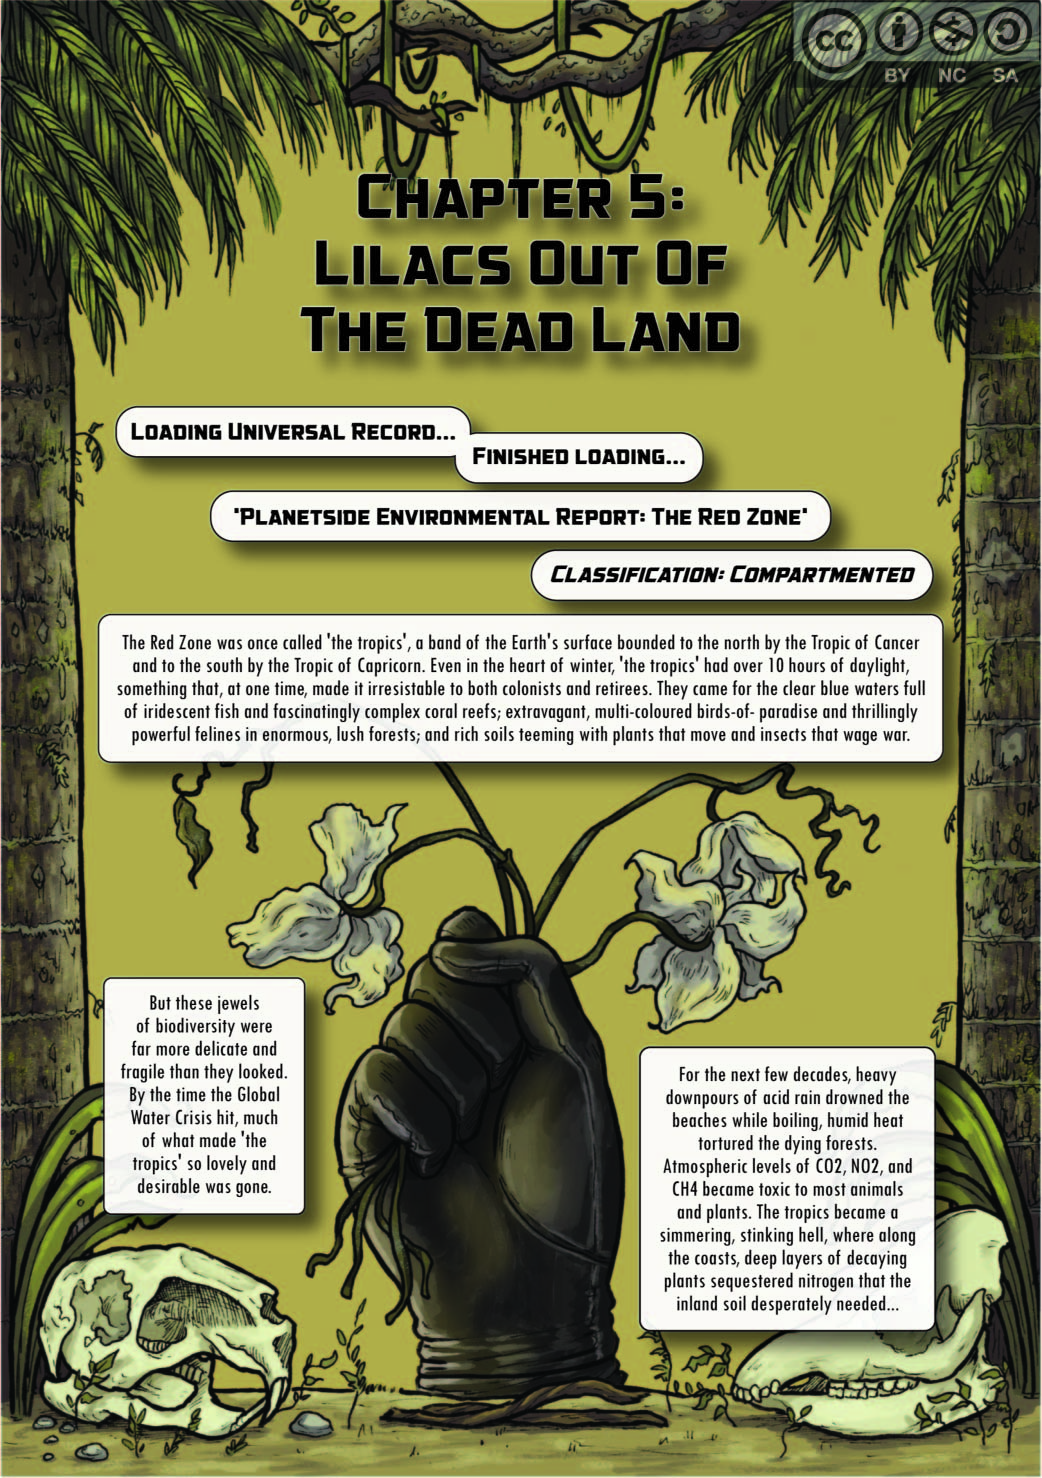 CC
BY NC SA
CHAPTER 5:
LILACS OUT OF
THE DEAD LAND
LOADING UNIVERSAL RECORD...
FINISHED LOADING...
'PLANETSIDE ENVIRONMENTAL REPORT: THE RED ZONE'
CLASSIFICATION: COMPARTMENTED
The Red Zone was once called 'the tropics', a band of the Earth's surface bounded to the north by the Tropic of Cancer
and to the south by the Tropic of Capricorn. Even in the heart of winter, 'the tropics' had over 10 hours of daylight,
something that, at one time, made it irresistable to both colonists and retirees. They came for the clear blue waters full
of iridescent fish and fascinatingly complex coral reefs; extravagant, multi-coloured birds-of- paradise and thrillingly
powerful felines in enormous, lush forests; and rich soils teeming with plants that move and insects that wage war.
But these jewels
of biodiversity were
far more delicate and
fragile than they looked.
By the time the Global
Water Crisis hit, much
of what made 'the
tropics' so lovely and
desirable was gone.
For the next few decades, heavy
downpours of acid rain drowned the
beaches while boiling, humid heat
tortured the dying forests.
Atmospheric levels of CO2, NO2, and
CH4 became toxic to most animals
and plants. The tropics became a
simmering, stinking hell, where along
the coasts, deep layers of decaying
plants sequestered nitrogen that the
inland soil desperately needed...